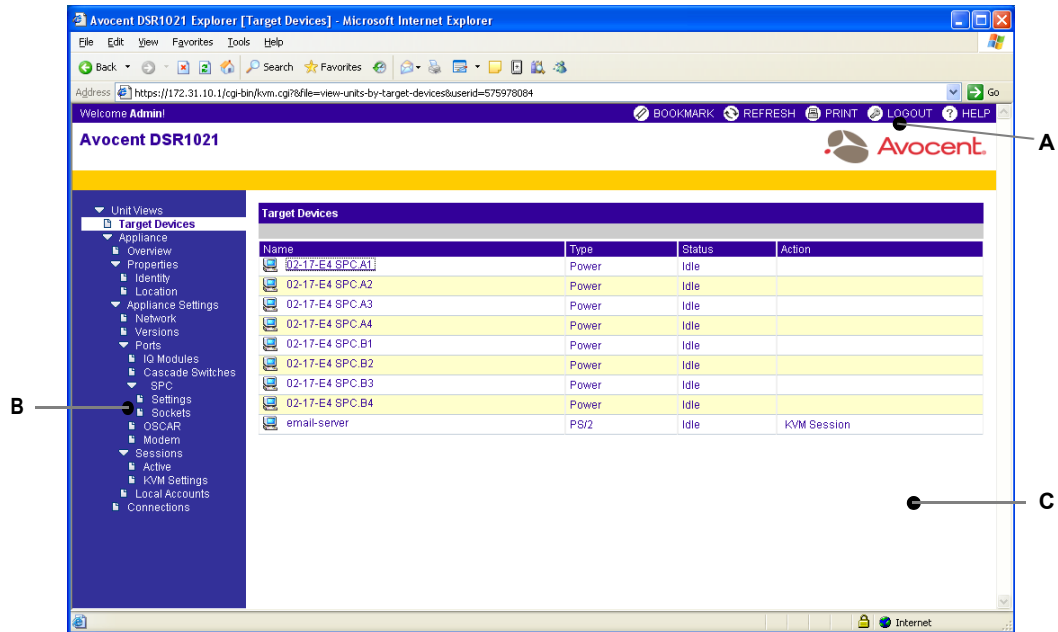 Avocent DSR1021 Explorer [Target Devices] - Microsoft Internet Explorer
File Edit View Favorites Tools Help
Back Search Favorites
Address https://172.31.10.1/cgi-bin/kvm.cgi?&file=view-units-by-target-devices&userid=575978084 Go
Welcome Admin! BOOKMARK REFRESH PRINT LOGOUT HELP
A
Avocent DSR1021 Avocent.
Unit Views
Target Devices
Appliance
Overview
Properties
Identity
Location
Appliance Settings
Network
Versions
Ports
IQ Modules
Cascade Switches
SPC
Settings
Sockets
OSCAR
Modem
Sessions
Active
KVM Settings
Local Accounts
Connections
B
Target Devices
Name Type Status Action
02-17-E4 SPC.A1 Power Idle
02-17-E4 SPC.A2 Power Idle
02-17-E4 SPC.A3 Power Idle
02-17-E4 SPC.A4 Power Idle
02-17-E4 SPC.B1 Power Idle
02-17-E4 SPC.B2 Power Idle
02-17-E4 SPC.B3 Power Idle
02-17-E4 SPC.B4 Power Idle
email-server PS/2 Idle KVM Session
C
Internet